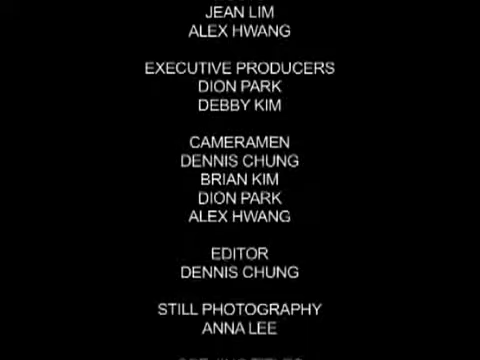 JEAN LIM
ALEX HWANG
EXECUTIVE PRODUCERS
DION PARK
DEBBY KIM
CAMERAMEN
DENNIS CHUNG
BRIAN KIM
DION PARK
ALEX HWANG
EDITOR
DENNIS CHUNG
STILL PHOTOGRAPHY
ANNA LEE